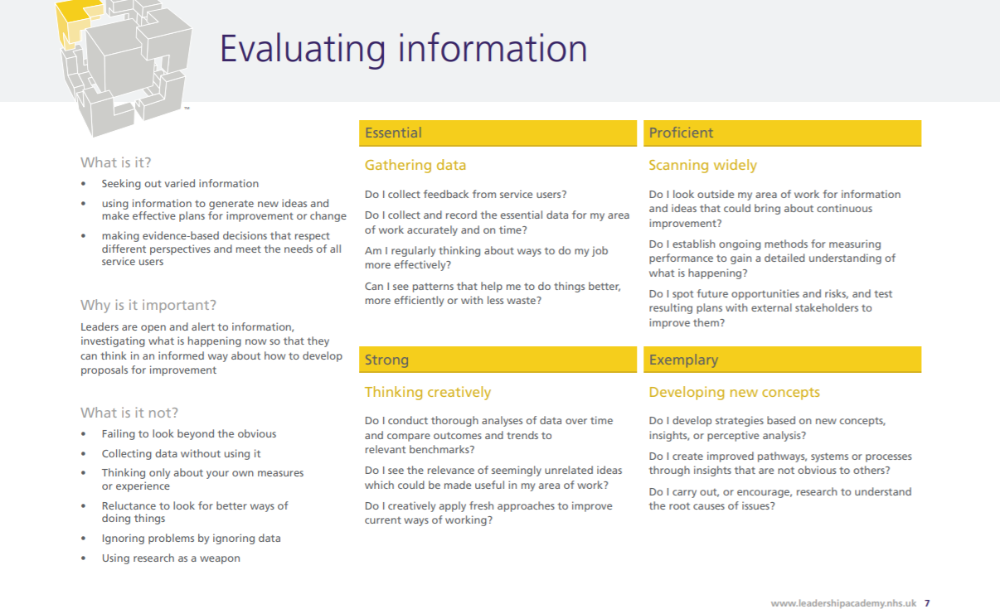 Evaluating information
™
What is it?
• Seeking out varied information
• using information to generate new ideas and
make effective plans for improvement or change
• making evidence-based decisions that respect
different perspectives and meet the needs of all
service users
Why is it important?
Leaders are open and alert to information,
investigating what is happening now so that they
can think in an informed way about how to develop
proposals for improvement
What is it not?
• Failing to look beyond the obvious
• Collecting data without using it
• Thinking only about your own measures
or experience
• Reluctance to look for better ways of
doing things
• Ignoring problems by ignoring data
• Using research as a weapon
Essential
Gathering data
Do I collect feedback from service users?
Do I collect and record the essential data for my area
of work accurately and on time?
Am I regularly thinking about ways to do my job
more effectively?
Can I see patterns that help me to do things better,
more efficiently or with less waste?
Proficient
Scanning widely
Do I look outside my area of work for information
and ideas that could bring about continuous
improvement?
Do I establish ongoing methods for measuring
performance to gain a detailed understanding of
what is happening?
Do I spot future opportunities and risks, and test
resulting plans with external stakeholders to
improve them?
Strong
Thinking creatively
Do I conduct thorough analyses of data over time
and compare outcomes and trends to
relevant benchmarks?
Do I see the relevance of seemingly unrelated ideas
which could be made useful in my area of work?
Do I creatively apply fresh approaches to improve
current ways of working?
Exemplary
Developing new concepts
Do I develop strategies based on new concepts,
insights, or perceptive analysis?
Do I create improved pathways, systems or processes
through insights that are not obvious to others?
Do I carry out, or encourage, research to understand
the root causes of issues?
www.leadershipacademy.nhs.uk 7